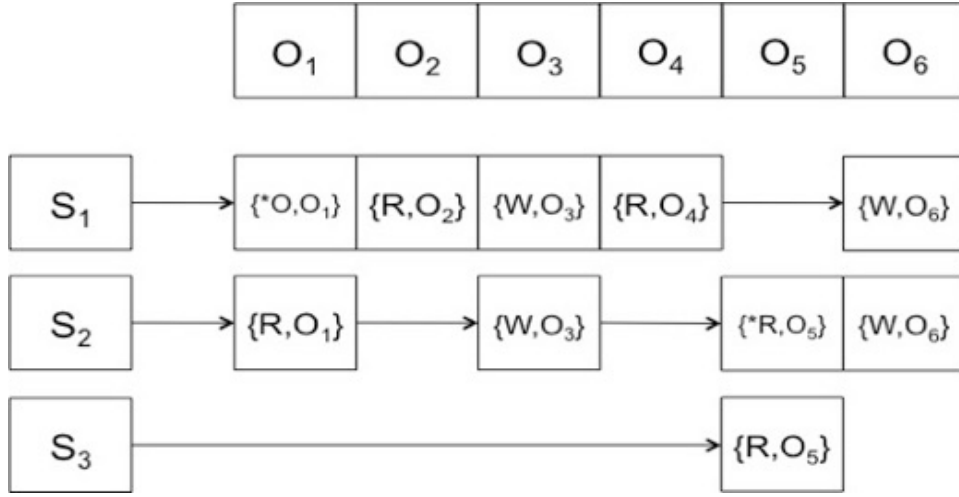 O₁ O₂ O₃ O₄ O₅ O₆
S₁ {*O,O₁} {R,O₂} {W,O₃} {R,O₄} {W,O₆}
S₂ {R,O₁} {W,O₃} {*R,O₅} {W,O₆}
S₃ {R,O₅}